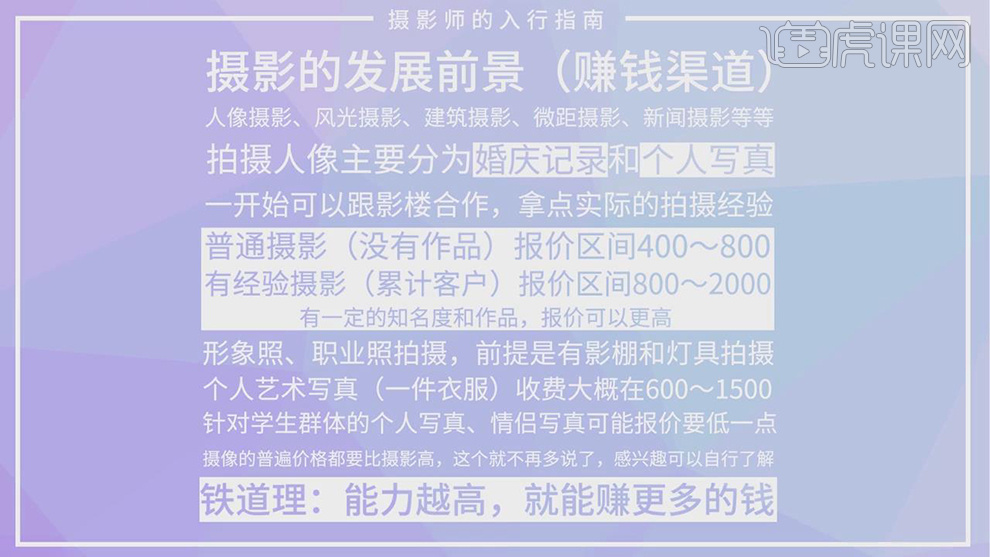 摄影师的入行指南
虎课网
摄影的发展前景（赚钱渠道）
人像摄影、风光摄影、建筑摄影、微距摄影、新闻摄影等等
拍摄人像主要分为婚庆记录和个人写真
一开始可以跟影楼合作，拿点实际的拍摄经验
普通摄影（没有作品）报价区间400～800
有经验摄影（累计客户）报价区间800～2000
有一定的知名度和作品，报价可以更高
形象照、职业照拍摄，前提是有影棚和灯具拍摄
个人艺术写真（一件衣服）收费大概在600～1500
针对学生群体的个人写真、情侣写真可能报价要低一点
摄像的普遍价格都要比摄影高，这个就不再多说了，感兴趣可以自行了解
铁道理：能力越高，就能赚更多的钱